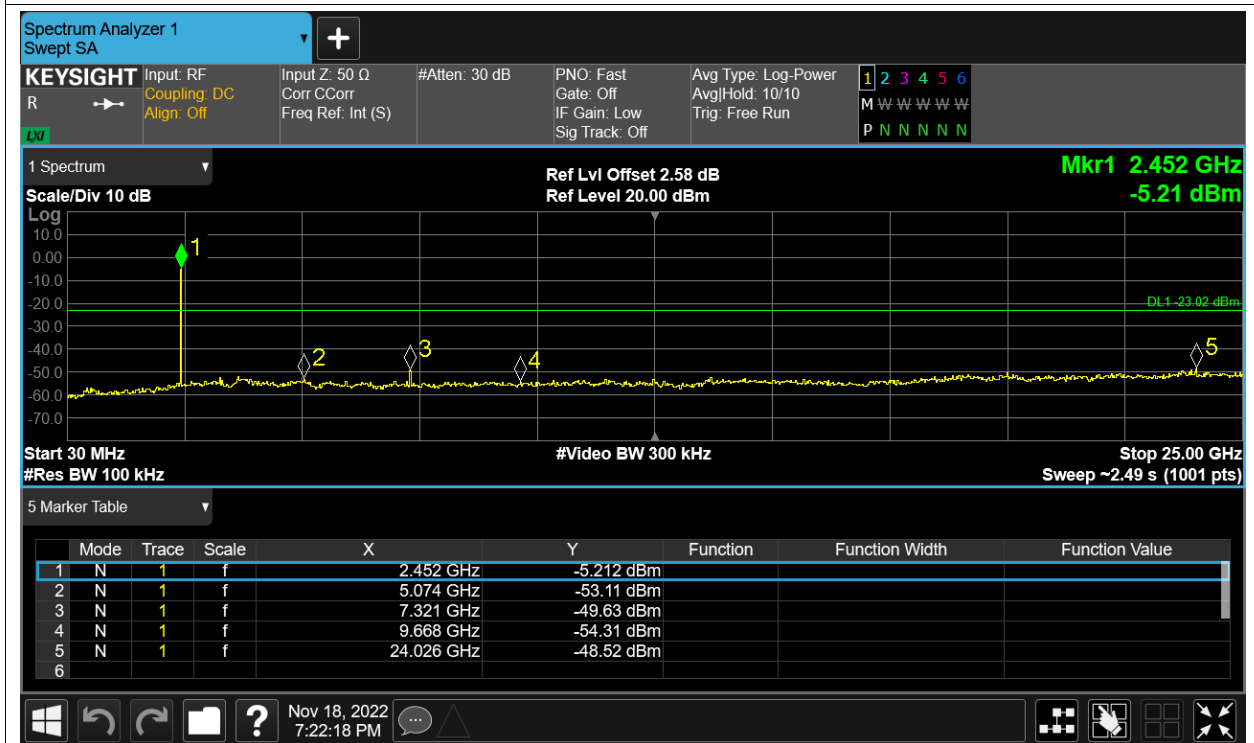 Spectrum Analyzer 1
Swept SA
KEYSIGHT
R
LXI
Input: RF
Coupling: DC
Align: Off
Input Z: 50 Ω
Corr CCorr
Freq Ref: Int (S)
#Atten: 30 dB
PNO: Fast
Gate: Off
IF Gain: Low
Sig Track: Off
Avg Type: Log-Power
Avg|Hold: 10/10
Trig: Free Run
1 2 3 4 5 6
M W W W W W
P N N N N N
1 Spectrum
Scale/Div 10 dB
Ref Lvl Offset 2.58 dB
Ref Level 20.00 dBm
Mkr1 2.452 GHz
-5.21 dBm
Log
10.0
0.00
-10.0
-20.0
-30.0
-40.0
-50.0
-60.0
-70.0
1
2
3
4
5
DL1 -23.02 dBm
Start 30 MHz
#Res BW 100 kHz
#Video BW 300 kHz
Stop 25.00 GHz
Sweep ~2.49 s (1001 pts)
5 Marker Table
Mode Trace Scale X Y Function Function Width Function Value
1 N 1 f 2.452 GHz -5.212 dBm
2 N 1 f 5.074 GHz -53.11 dBm
3 N 1 f 7.321 GHz -49.63 dBm
4 N 1 f 9.668 GHz -54.31 dBm
5 N 1 f 24.026 GHz -48.52 dBm
6
?
Nov 18, 2022
7:22:18 PM